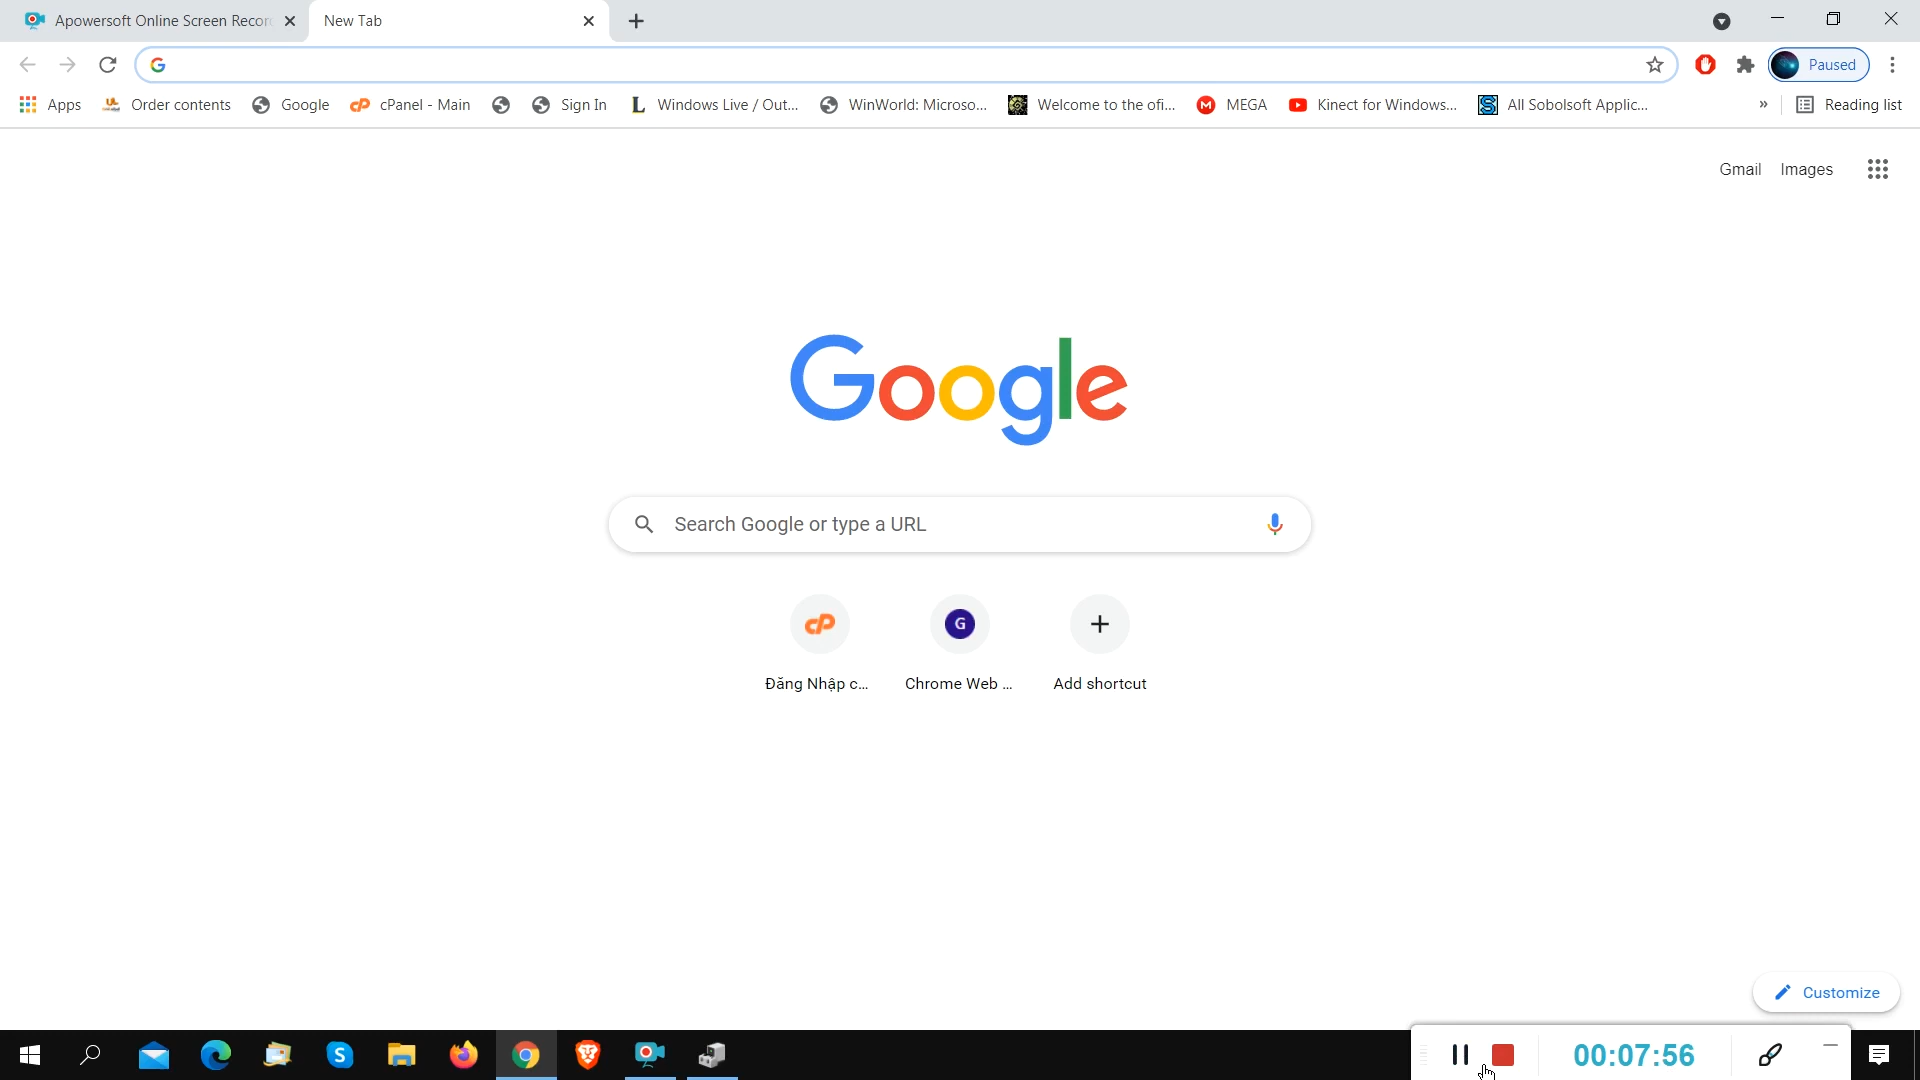 Apowersoft Online Screen Recor
New Tab
Paused
Apps
Order contents
Google
cPanel - Main
Sign In
Windows Live / Out...
WinWorld: Microso...
Welcome to the ofi...
MEGA
Kinect for Windows...
All Sobolsoft Applic...
»
Reading list
Gmail
Images
Google
Search Google or type a URL
Đăng Nhập c...
Chrome Web ...
Add shortcut
Customize
00:07:56